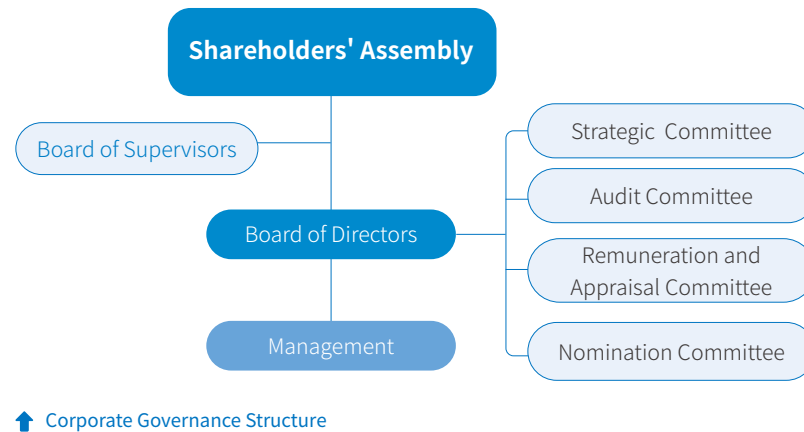 Shareholders' Assembly
Board of Supervisors
Strategic Committee
Audit Committee
Board of Directors
Remuneration and
Appraisal Committee
Management
Nomination Committee
Corporate Governance Structure